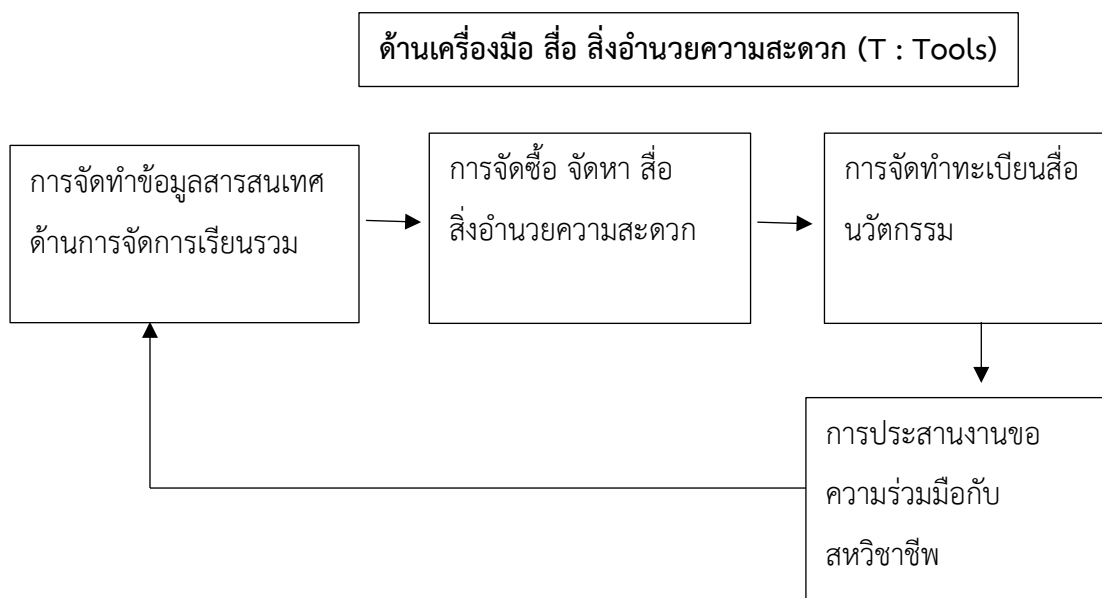 ด้านเครื่องมือ สื่อ สิ่งอำนวยความสะดวก (T : Tools)
การจัดทำข้อมูลสารสนเทศ
ด้านการจัดการเรียนรวม
การจัดซื้อ จัดหา สื่อ
สิ่งอำนวยความสะดวก
การจัดทำทะเบียนสื่อ
นวัตกรรม
การประสานงานขอ
ความร่วมมือกับ
สหวิชาชีพ